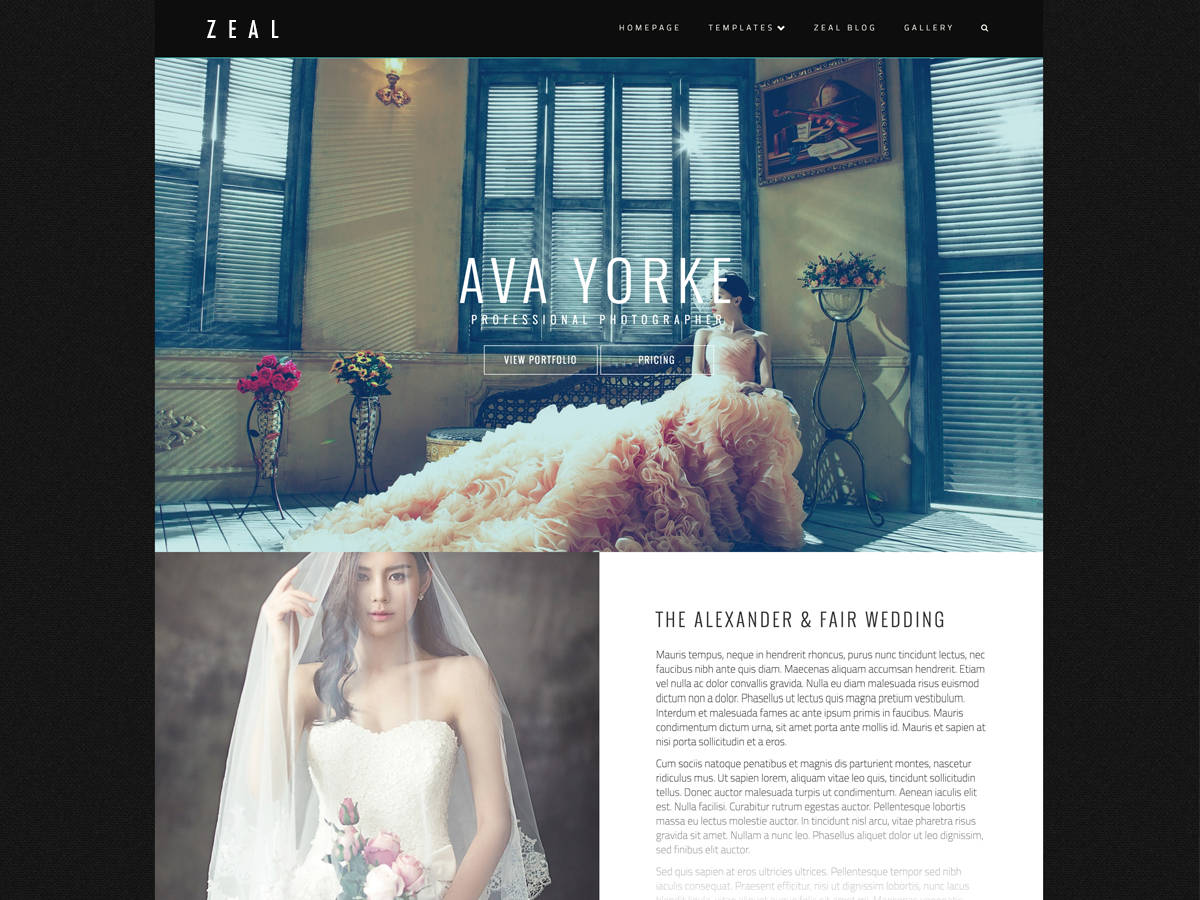 ZEAL
HOMEPAGE TEMPLATES ZEAL BLOG GALLERY
AVA YORKE
PROFESSIONAL PHOTOGRAPHER
VIEW PORTFOLIO PRICING
THE ALEXANDER & FAIR WEDDING
Mauris tempus, neque in hendrerit rhoncus, purus nunc tincidunt lectus, nec
faucibus nibh ante quis diam. Maecenas aliquam accumsan hendrerit. Etiam
vel nulla ac dolor convallis gravida. Nulla eu diam malesuada risus euismod
dictum non a dolor. Phasellus ut lectus quis magna pretium vestibulum.
Interdum et malesuada fames ac ante ipsum primis in faucibus. Mauris
condimentum dictum urna, sit amet porta ante mollis id. Mauris et sapien at
nisi porta sollicitudin et a eros.
Cum sociis natoque penatibus et magnis dis parturient montes, nascetur
ridiculus mus. Ut sapien lorem, aliquam vitae leo quis, tincidunt sollicitudin
tellus. Donec auctor malesuada turpis ut condimentum. Aenean iaculis elit
est. Nulla facilisi. Curabitur rutrum egestas auctor. Pellentesque lobortis
massa eu lectus molestie auctor. In tincidunt nisl arcu, vitae pharetra risus
gravida sit amet. Nullam a nunc leo. Phasellus aliquet dolor ut leo dignissim,
sed finibus elit auctor.
Sed quis sapien at eros ultricies ultrices. Pellentesque tempor sed nibh
iaculis consequat. Praesent efficitur, nisi ut dignissim lobortis, nunc lacus